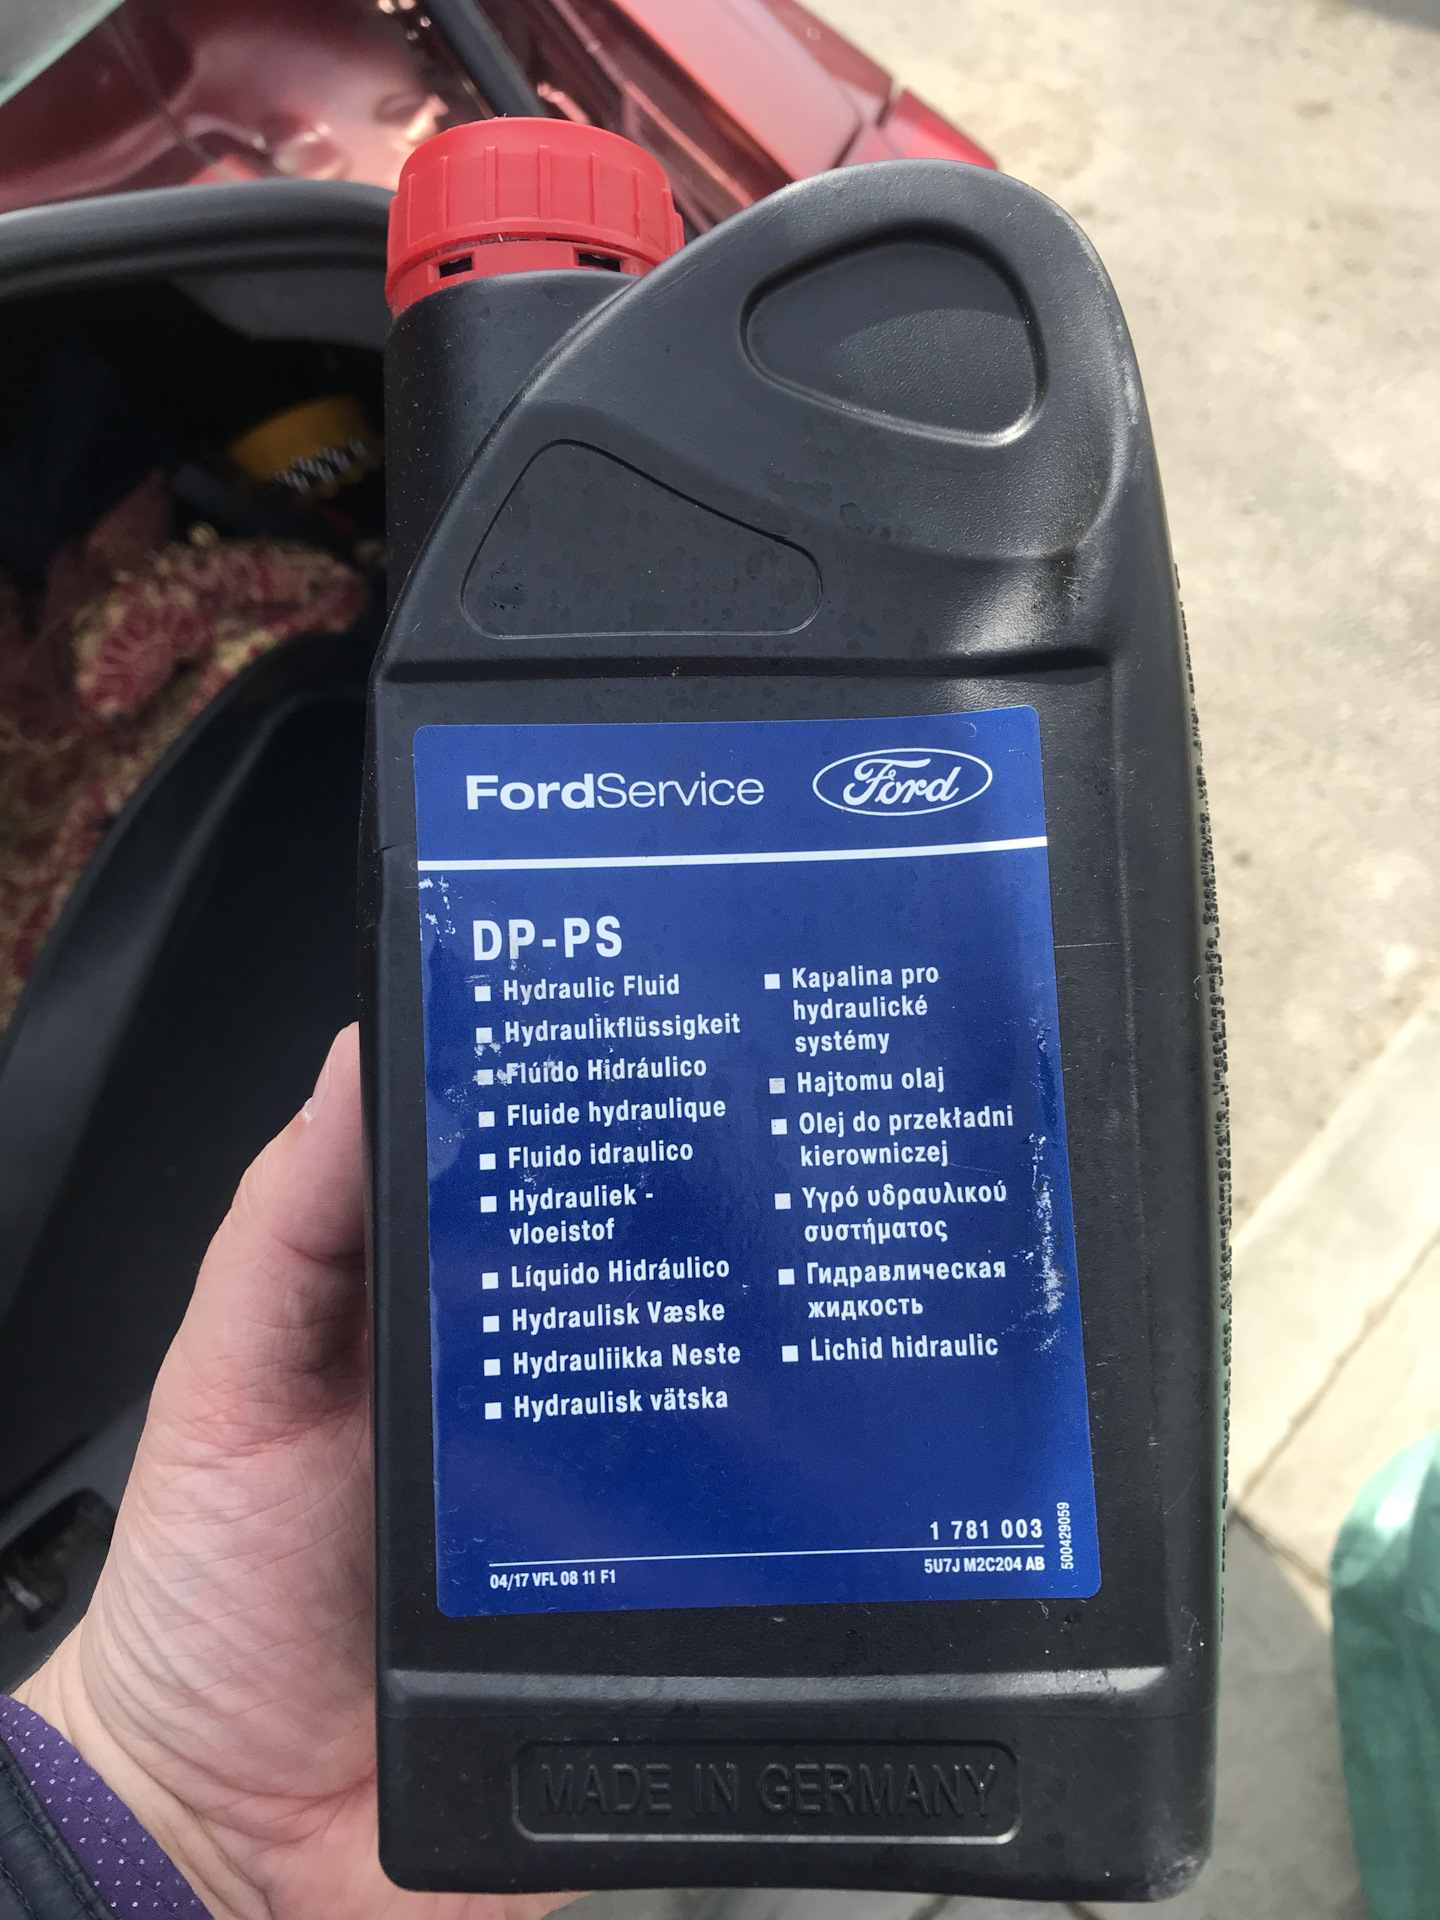 FordService
Ford
DP-PS
■ Hydraulic Fluid
■ Hydraulikflüssigkeit
■ Flúido Hidráulico
■ Fluide hydraulique
■ Fluido idraulico
■ Hydrauliek -
vloeistof
■ Líquido Hidráulico
■ Hydraulisk Væske
■ Hydrauliikka Neste
■ Hydraulisk vätska
■ Kapalina pro
hydraulické
systémy
■ Hajtomu olaj
■ Olej do przekładni
kierowniczej
■ Υγρό υδραυλικού
συστήματος
■ Гидравлическая
жидкость
■ Lichid hidraulic
1 781 003
04/17 VFL 08 11 F1
5U7J M2C204 AB
500429059
MADE IN GERMANY